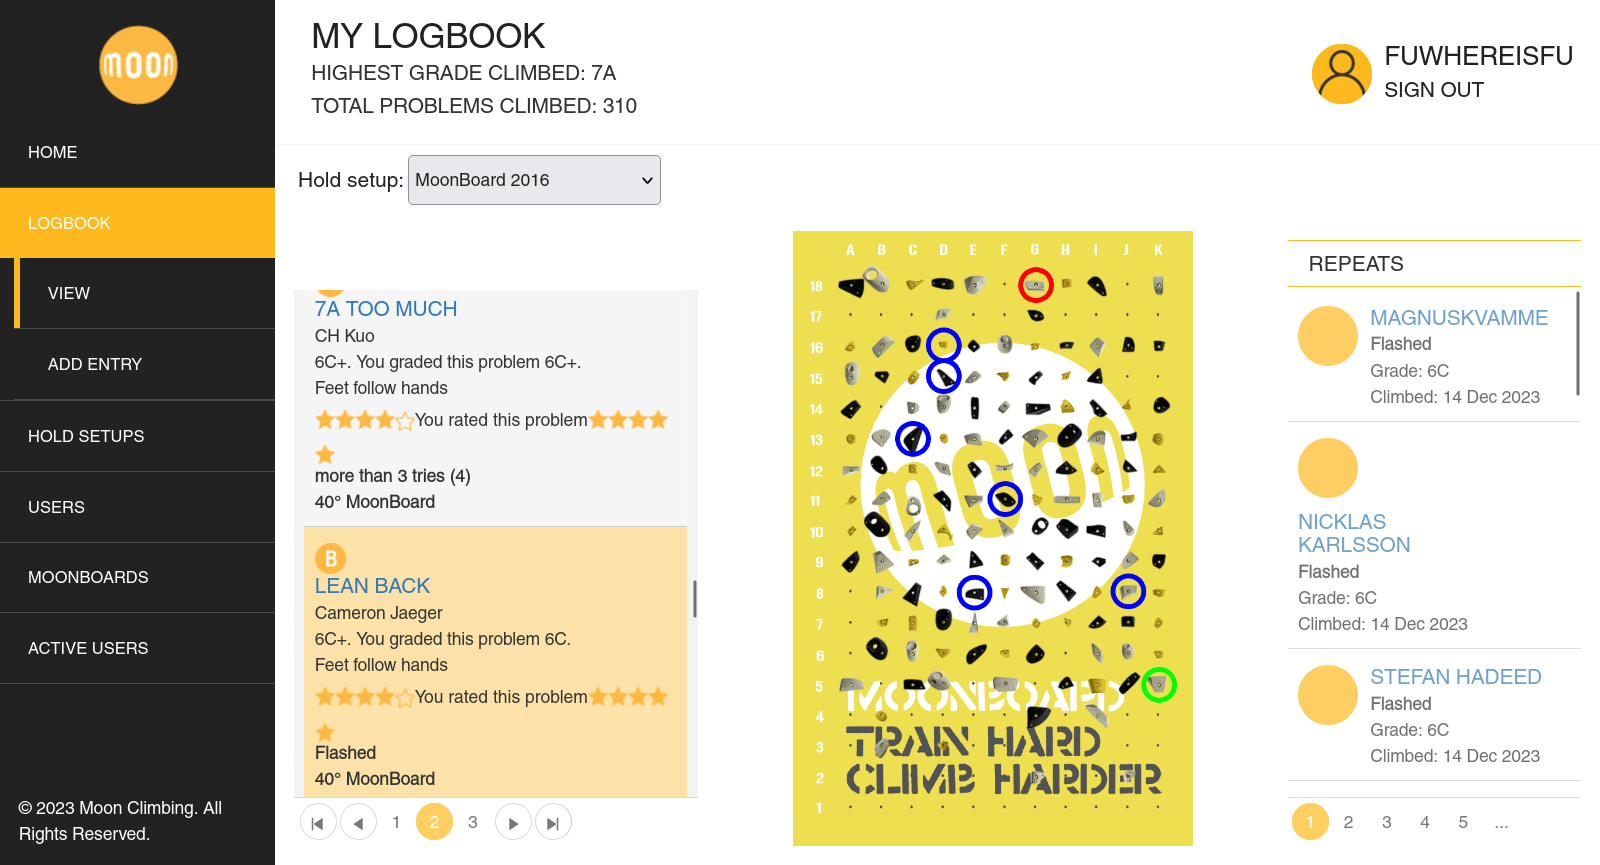 moon
HOME
LOGBOOK
VIEW
ADD ENTRY
HOLD SETUPS
USERS
MOONBOARDS
ACTIVE USERS
© 2023 Moon Climbing. All
Rights Reserved.
MY LOGBOOK
HIGHEST GRADE CLIMBED: 7A
TOTAL PROBLEMS CLIMBED: 310
FUWHEREISFU
SIGN OUT
Hold setup: MoonBoard 2016
7A TOO MUCH
CH Kuo
6C+. You graded this problem 6C+.
Feet follow hands
You rated this problem
more than 3 tries (4)
40° MoonBoard
B
LEAN BACK
Cameron Jaeger
6C+. You graded this problem 6C.
Feet follow hands
You rated this problem
Flashed
40° MoonBoard
1 2 3
A B C D E F G H I J K
18
17
16
15
14
13
12
11
10
9
8
7
6
5
4
3
2
1
moon
MOONBOARD
TRAIN HARD
CLIMB HARDER
REPEATS
MAGNUSKVAMME
Flashed
Grade: 6C
Climbed: 14 Dec 2023
NICKLAS
KARLSSON
Flashed
Grade: 6C
Climbed: 14 Dec 2023
STEFAN HADEED
Flashed
Grade: 6C
Climbed: 14 Dec 2023
1 2 3 4 5 ...